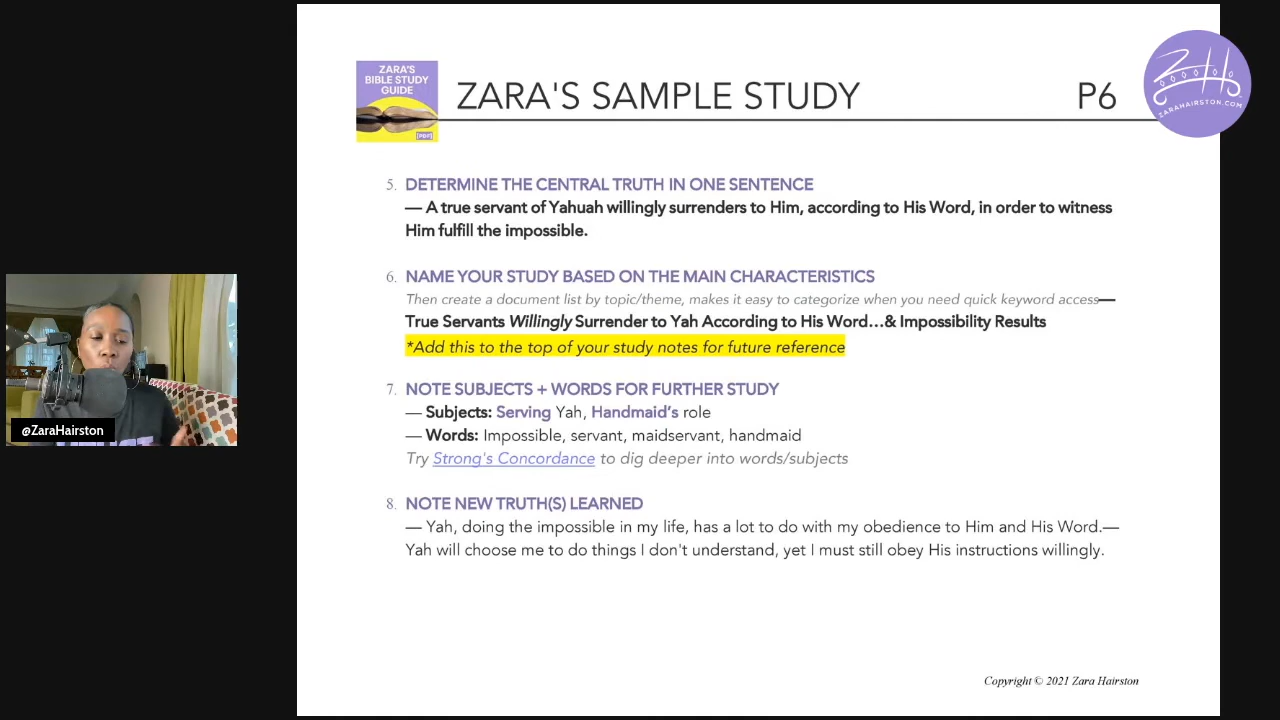 ZARA'S
BIBLE STUDY
GUIDE
[PDF]
ZARA'S SAMPLE STUDY
P6
ZARAHAIRSTON.COM
5. DETERMINE THE CENTRAL TRUTH IN ONE SENTENCE
— A true servant of Yahuah willingly surrenders to Him, according to His Word, in order to witness
Him fulfill the impossible.
6. NAME YOUR STUDY BASED ON THE MAIN CHARACTERISTICS
Then create a document list by topic/theme, makes it easy to categorize when you need quick keyword access—
True Servants Willingly Surrender to Yah According to His Word...& Impossibility Results
*Add this to the top of your study notes for future reference
7. NOTE SUBJECTS + WORDS FOR FURTHER STUDY
— Subjects: Serving Yah, Handmaid's role
— Words: Impossible, servant, maidservant, handmaid
Try Strong's Concordance to dig deeper into words/subjects
8. NOTE NEW TRUTH(S) LEARNED
— Yah, doing the impossible in my life, has a lot to do with my obedience to Him and His Word.—
Yah will choose me to do things I don't understand, yet I must still obey His instructions willingly.
@ZaraHairston
Copyright © 2021 Zara Hairston